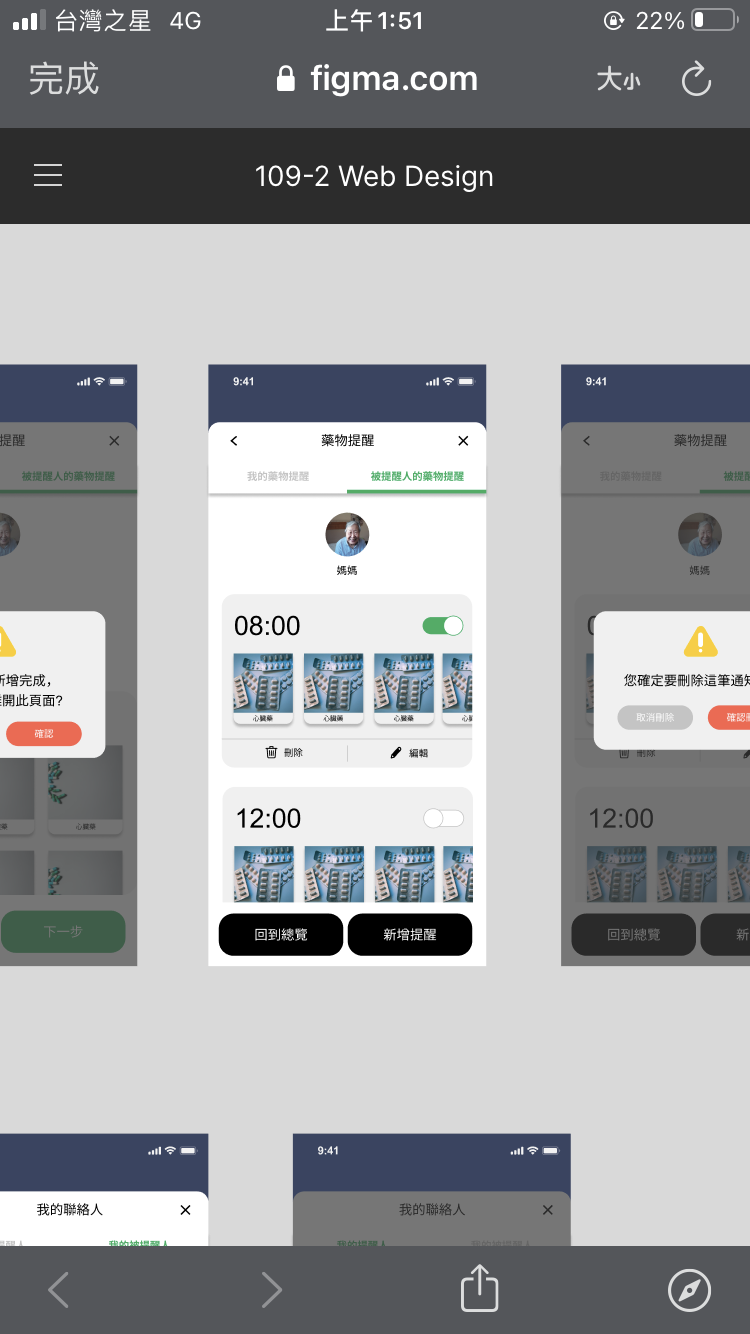 台灣之星 4G 上午1:51 22%
完成 figma.com 大小
109-2 Web Design
提醒
被提醒人的藥物提醒
新增完成，
開此頁面?
確認
心臟藥
下一步
9:41
藥物提醒
我的藥物提醒 被提醒人的藥物提醒
媽媽
08:00
心臟藥 心臟藥 心臟藥 心臟
刪除 編輯
12:00
回到總覽 新增提醒
9:41
藥物提醒
我的藥物提醒 被提
媽媽
您確定要刪除這筆通知
取消刪除 確認
刪除
12:00
回到總覽 新
我的聯絡人
我的被提醒人
9:41
我的聯絡人
我的提醒人 我的被提醒人